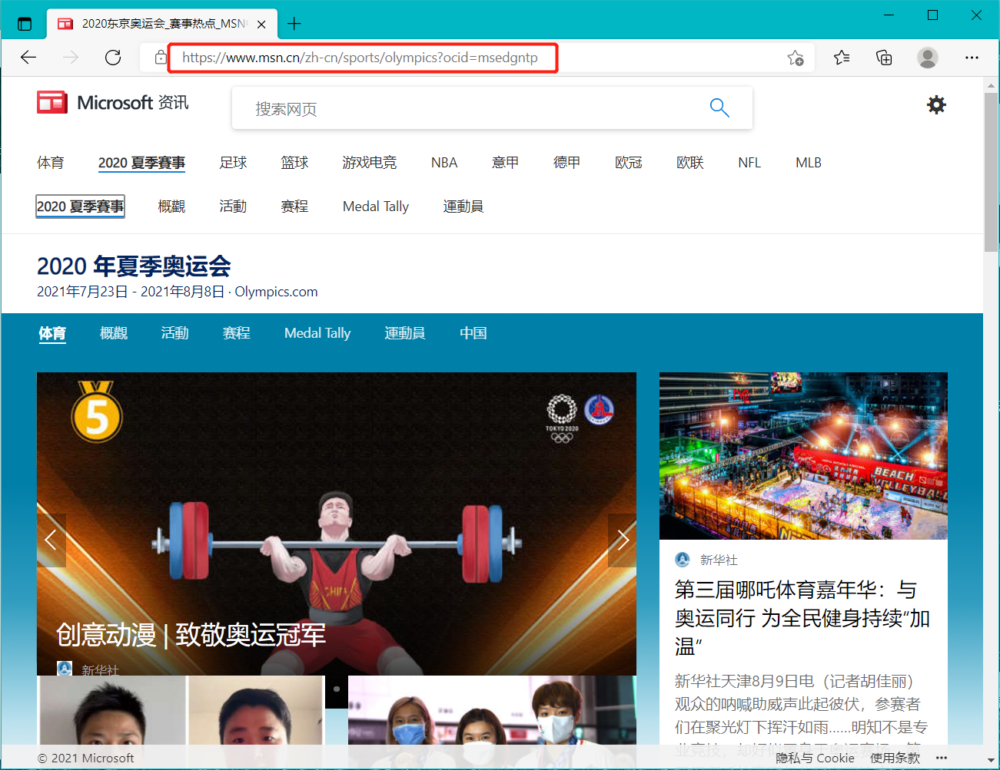 2020东京奥运会_赛事热点_MSN
https://www.msn.cn/zh-cn/sports/olympics?ocid=msedgntp
Microsoft 资讯
搜索网页
体育 2020 夏季赛事 足球 篮球 游戏电竞 NBA 意甲 德甲 欧冠 欧联 NFL MLB
2020 夏季賽事 概觀 活動 赛程 Medal Tally 運動員
2020 年夏季奥运会
2021年7月23日 - 2021年8月8日 · Olympics.com
体育 概觀 活動 赛程 Medal Tally 運動員 中国
5
TOKYO 2020
CHINA
创意动漫 | 致敬奥运冠军
新华社
BEACH
VOLLEYBALL
新华社
第三届哪吒体育嘉年华：与
奥运同行 为全民健身持续“加
温”
新华社天津8月9日电（记者胡佳丽）
观众的呐喊助威声此起彼伏，参赛者
们在聚光灯下挥汗如雨……明知不是专
© 2021 Microsoft
隐私与 Cookie 使用条款 ···